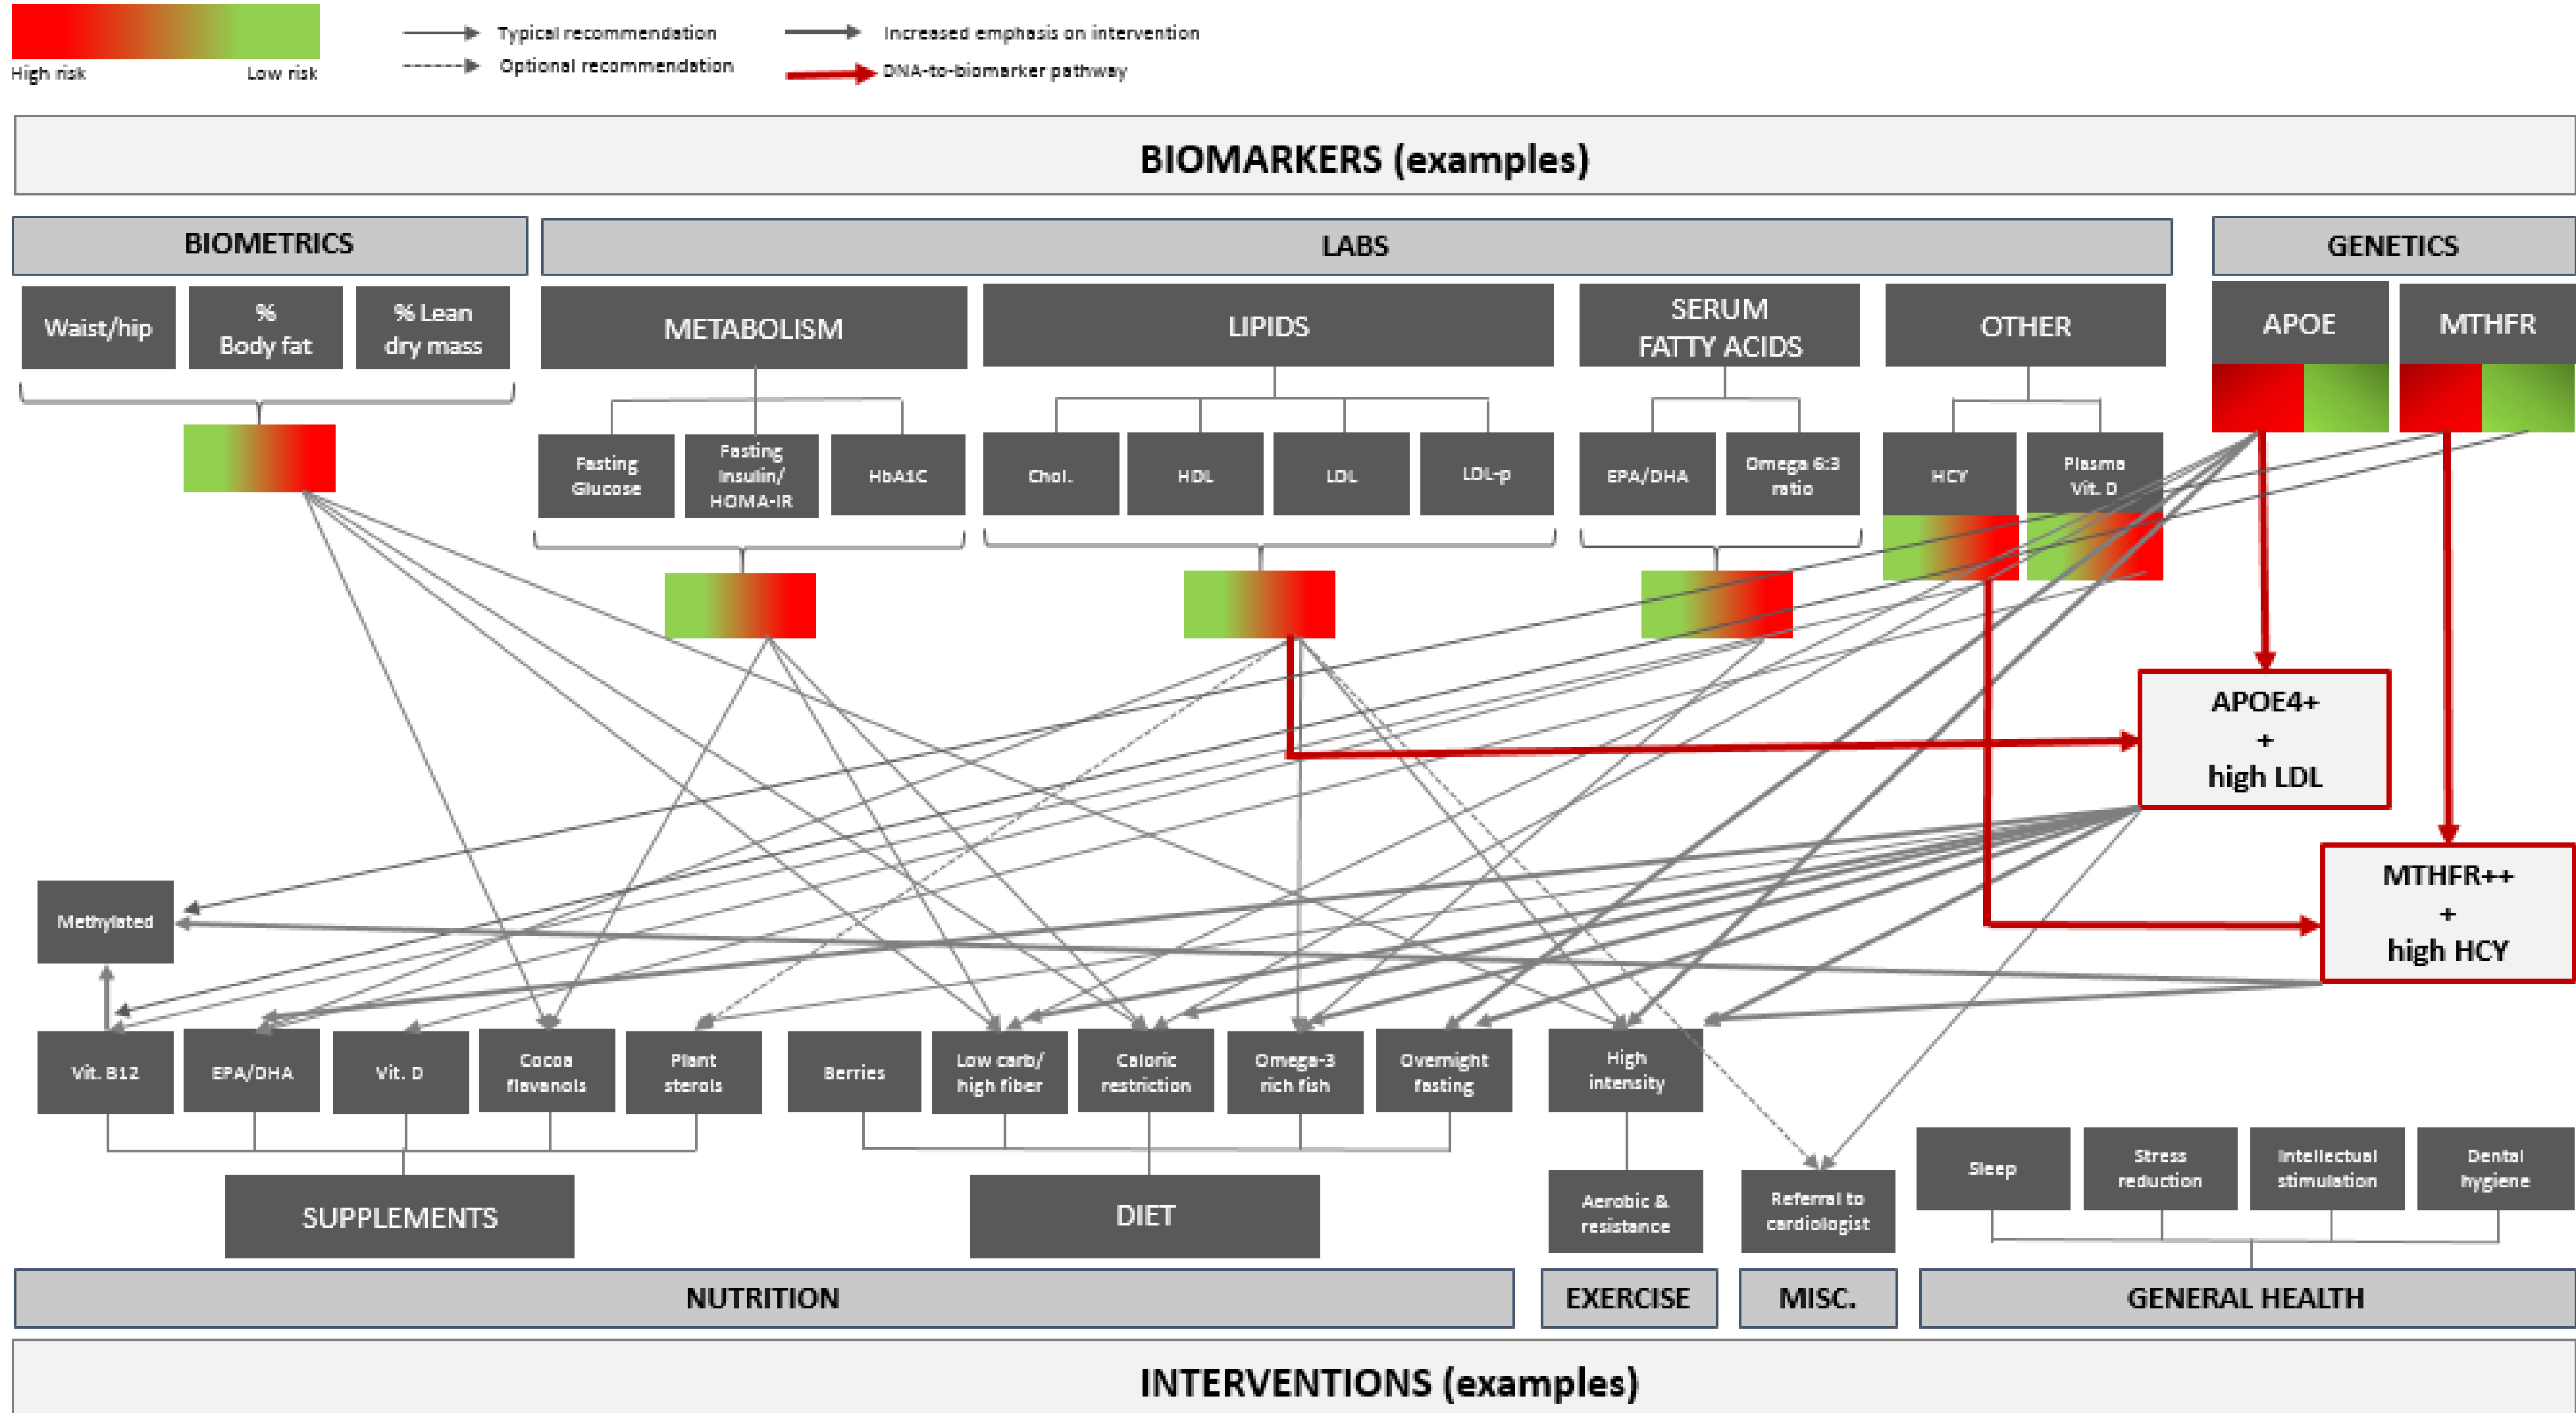 High risk
Low risk
Typical recommendation
Optional recommendation
Increased emphasis on intervention
DNA-to-biomarker pathway
BIOMARKERS (examples)
BIOMETRICS
LABS
GENETICS
Waist/hip
%
Body fat
% Lean
dry mass
METABOLISM
LIPIDS
SERUM
FATTY ACIDS
OTHER
APOE
MTHFR
Fasting
Glucose
Fasting
Insulin/
HOMA-IR
HbA1C
Chol.
HDL
LDL
LDL-p
EPA/DHA
Omega 6:3
ratio
HCY
Plasma
Vit. D
APOE4+
+
high LDL
MTHFR++
+
high HCY
Methylated
Vit. B12
EPA/DHA
Vit. D
Cocoa
flavanols
Plant
sterols
Berries
Low carb/
high fiber
Caloric
restriction
Omega-3
rich fish
Overnight
fasting
High
intensity
SUPPLEMENTS
DIET
Aerobic &
resistance
Referral to
cardiologist
Sleep
Stress
reduction
Intellectual
stimulation
Dental
hygiene
NUTRITION
EXERCISE
MISC.
GENERAL HEALTH
INTERVENTIONS (examples)